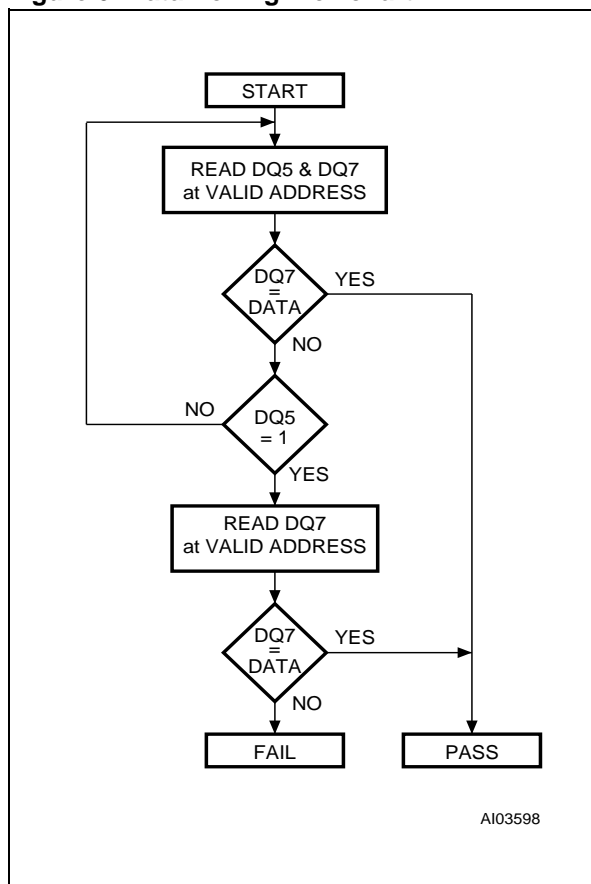 START
READ DQ5 & DQ7
at VALID ADDRESS
DQ7
=
DATA
YES
NO
NO
DQ5
= 1
YES
READ DQ7
at VALID ADDRESS
DQ7
=
DATA
YES
NO
FAIL
PASS
AI03598